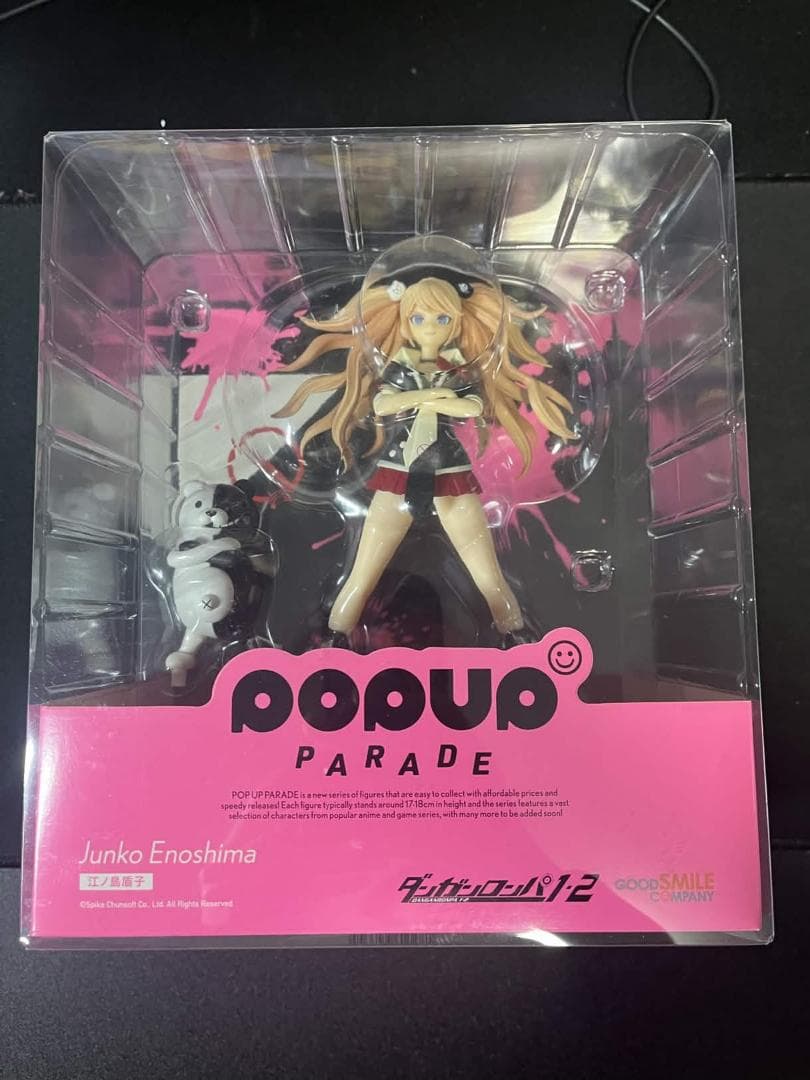 POPUP
PARADE
POP UP PARADE is a new series of figures that are easy to collect with affordable prices and
speedy releases! Each figure typically stands around 17-18cm in height and the series features a vast
selection of characters from popular anime and game series, with many more to be added soon!
Junko Enoshima
江ノ島盾子
©Spike Chunsoft Co., Ltd. All Rights Reserved.
ダンガンロンパ1・2
DANGANRONPA 1・2
GOOD SMILE
COMPANY